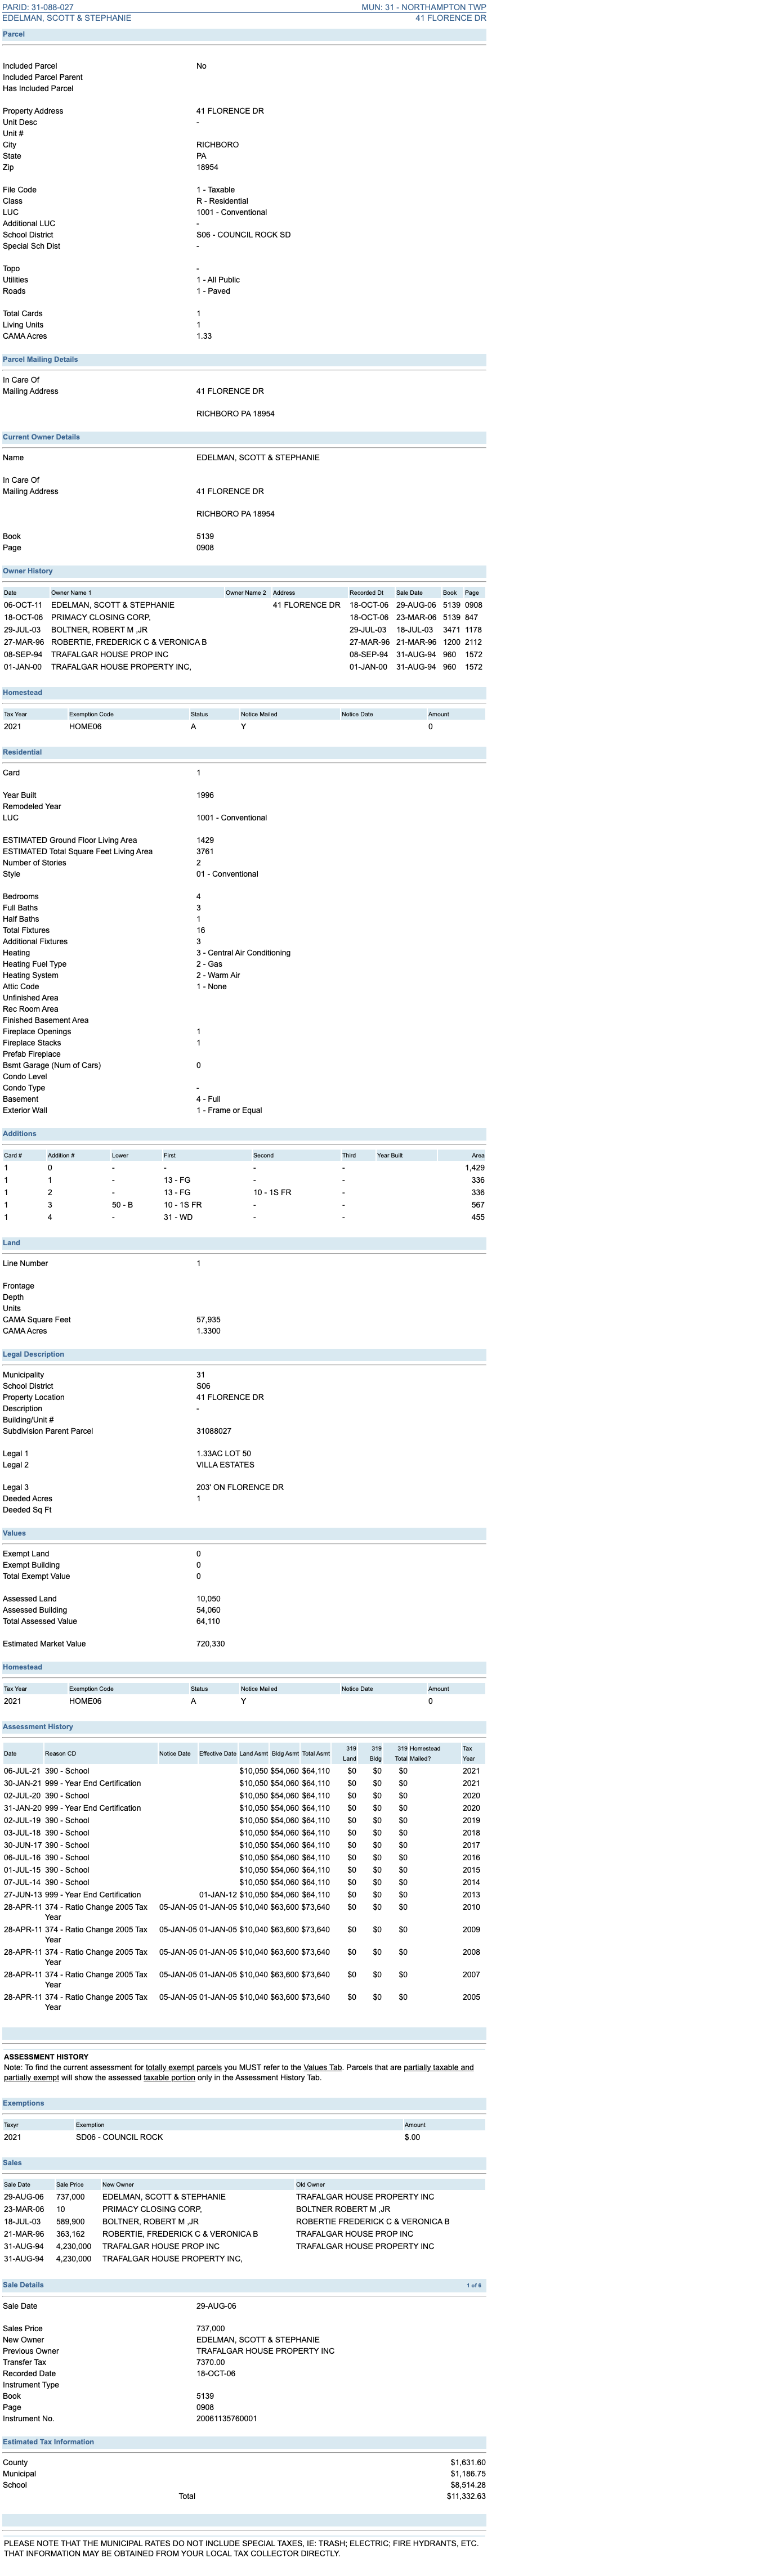 PARID: 31-088-027 MUN: 31 - NORTHAMPTON TWP
EDELMAN, SCOTT & STEPHANIE 41 FLORENCE DR
Parcel
Included Parcel No
Included Parcel Parent
Has Included Parcel
Property Address 41 FLORENCE DR
Unit Desc -
Unit #
City RICHBORO
State PA
Zip 18954
File Code 1 - Taxable
Class R - Residential
LUC 1001 - Conventional
Additional LUC -
School District S06 - COUNCIL ROCK SD
Special Sch Dist -
Topo -
Utilities 1 - All Public
Roads 1 - Paved
Total Cards 1
Living Units 1
CAMA Acres 1.33
Parcel Mailing Details
In Care Of
Mailing Address 41 FLORENCE DR
RICHBORO PA 18954
Current Owner Details
Name EDELMAN, SCOTT & STEPHANIE
In Care Of
Mailing Address 41 FLORENCE DR
RICHBORO PA 18954
Book 5139
Page 0908
Owner History
Date Owner Name 1 Owner Name 2 Address Recorded Dt Sale Date Book Page
06-OCT-11 EDELMAN, SCOTT & STEPHANIE 41 FLORENCE DR 18-OCT-06 29-AUG-06 5139 0908
18-OCT-06 PRIMACY CLOSING CORP, 18-OCT-06 23-MAR-06 5139 847
29-JUL-03 BOLTNER, ROBERT M ,JR 29-JUL-03 18-JUL-03 3471 1178
27-MAR-96 ROBERTIE, FREDERICK C & VERONICA B 27-MAR-96 21-MAR-96 1200 2112
08-SEP-94 TRAFALGAR HOUSE PROP INC 08-SEP-94 31-AUG-94 960 1572
01-JAN-00 TRAFALGAR HOUSE PROPERTY INC, 01-JAN-00 31-AUG-94 960 1572
Homestead
Tax Year Exemption Code Status Notice Mailed Notice Date Amount
2021 HOME06 A Y 0
Residential
Card 1
Year Built 1996
Remodeled Year
LUC 1001 - Conventional
ESTIMATED Ground Floor Living Area 1429
ESTIMATED Total Square Feet Living Area 3761
Number of Stories 2
Style 01 - Conventional
Bedrooms 4
Full Baths 3
Half Baths 1
Total Fixtures 16
Additional Fixtures 3
Heating 3 - Central Air Conditioning
Heating Fuel Type 2 - Gas
Heating System 2 - Warm Air
Attic Code 1 - None
Unfinished Area
Rec Room Area
Finished Basement Area
Fireplace Openings 1
Fireplace Stacks 1
Prefab Fireplace
Bsmt Garage (Num of Cars) 0
Condo Level
Condo Type -
Basement 4 - Full
Exterior Wall 1 - Frame or Equal
Additions
Card # Addition # Lower First Second Third Year Built Area
1 0 - - - - 1,429
1 1 - 13 - FG - - 336
1 2 - 13 - FG 10 - 1S FR - 336
1 3 50 - B 10 - 1S FR - - 567
1 4 - 31 - WD - - 455
Land
Line Number 1
Frontage
Depth
Units
CAMA Square Feet 57,935
CAMA Acres 1.3300
Legal Description
Municipality 31
School District S06
Property Location 41 FLORENCE DR
Description -
Building/Unit #
Subdivision Parent Parcel 31088027
Legal 1 1.33AC LOT 50
Legal 2 VILLA ESTATES
Legal 3 203' ON FLORENCE DR
Deeded Acres 1
Deeded Sq Ft
Values
Exempt Land 0
Exempt Building 0
Total Exempt Value 0
Assessed Land 10,050
Assessed Building 54,060
Total Assessed Value 64,110
Estimated Market Value 720,330
Homestead
Tax Year Exemption Code Status Notice Mailed Notice Date Amount
2021 HOME06 A Y 0
Assessment History
Date Reason CD Notice Date Effective Date Land Asmt Bldg Asmt Total Asmt 319 Land 319 Bldg 319 Total Homestead Mailed? Tax Year
06-JUL-21 390 - School $10,050 $54,060 $64,110 $0 $0 $0 2021
30-JAN-21 999 - Year End Certification $10,050 $54,060 $64,110 $0 $0 $0 2021
02-JUL-20 390 - School $10,050 $54,060 $64,110 $0 $0 $0 2020
31-JAN-20 999 - Year End Certification $10,050 $54,060 $64,110 $0 $0 $0 2020
02-JUL-19 390 - School $10,050 $54,060 $64,110 $0 $0 $0 2019
03-JUL-18 390 - School $10,050 $54,060 $64,110 $0 $0 $0 2018
30-JUN-17 390 - School $10,050 $54,060 $64,110 $0 $0 $0 2017
06-JUL-16 390 - School $10,050 $54,060 $64,110 $0 $0 $0 2016
01-JUL-15 390 - School $10,050 $54,060 $64,110 $0 $0 $0 2015
07-JUL-14 390 - School $10,050 $54,060 $64,110 $0 $0 $0 2014
27-JUN-13 999 - Year End Certification 01-JAN-12 $10,050 $54,060 $64,110 $0 $0 $0 2013
28-APR-11 374 - Ratio Change 2005 Tax 05-JAN-05 01-JAN-05 $10,040 $63,600 $73,640 $0 $0 $0 2010
Year
28-APR-11 374 - Ratio Change 2005 Tax 05-JAN-05 01-JAN-05 $10,040 $63,600 $73,640 $0 $0 $0 2009
Year
28-APR-11 374 - Ratio Change 2005 Tax 05-JAN-05 01-JAN-05 $10,040 $63,600 $73,640 $0 $0 $0 2008
Year
28-APR-11 374 - Ratio Change 2005 Tax 05-JAN-05 01-JAN-05 $10,040 $63,600 $73,640 $0 $0 $0 2007
Year
28-APR-11 374 - Ratio Change 2005 Tax 05-JAN-05 01-JAN-05 $10,040 $63,600 $73,640 $0 $0 $0 2005
Year
ASSESSMENT HISTORY
Note: To find the current assessment for totally exempt parcels you MUST refer to the Values Tab. Parcels that are partially taxable and
partially exempt will show the assessed taxable portion only in the Assessment History Tab.
Exemptions
Taxyr Exemption Amount
2021 SD06 - COUNCIL ROCK $.00
Sales
Sale Date Sale Price New Owner Old Owner
29-AUG-06 737,000 EDELMAN, SCOTT & STEPHANIE TRAFALGAR HOUSE PROPERTY INC
23-MAR-06 10 PRIMACY CLOSING CORP, BOLTNER ROBERT M ,JR
18-JUL-03 589,900 BOLTNER, ROBERT M ,JR ROBERTIE FREDERICK C & VERONICA B
21-MAR-96 363,162 ROBERTIE, FREDERICK C & VERONICA B TRAFALGAR HOUSE PROP INC
31-AUG-94 4,230,000 TRAFALGAR HOUSE PROP INC TRAFALGAR HOUSE PROPERTY INC
31-AUG-94 4,230,000 TRAFALGAR HOUSE PROPERTY INC,
Sale Details 1 of 6
Sale Date 29-AUG-06
Sales Price 737,000
New Owner EDELMAN, SCOTT & STEPHANIE
Previous Owner TRAFALGAR HOUSE PROPERTY INC
Transfer Tax 7370.00
Recorded Date 18-OCT-06
Instrument Type
Book 5139
Page 0908
Instrument No. 20061135760001
Estimated Tax Information
County $1,631.60
Municipal $1,186.75
School $8,514.28
Total $11,332.63
PLEASE NOTE THAT THE MUNICIPAL RATES DO NOT INCLUDE SPECIAL TAXES, IE: TRASH; ELECTRIC; FIRE HYDRANTS, ETC.
THAT INFORMATION MAY BE OBTAINED FROM YOUR LOCAL TAX COLLECTOR DIRECTLY.